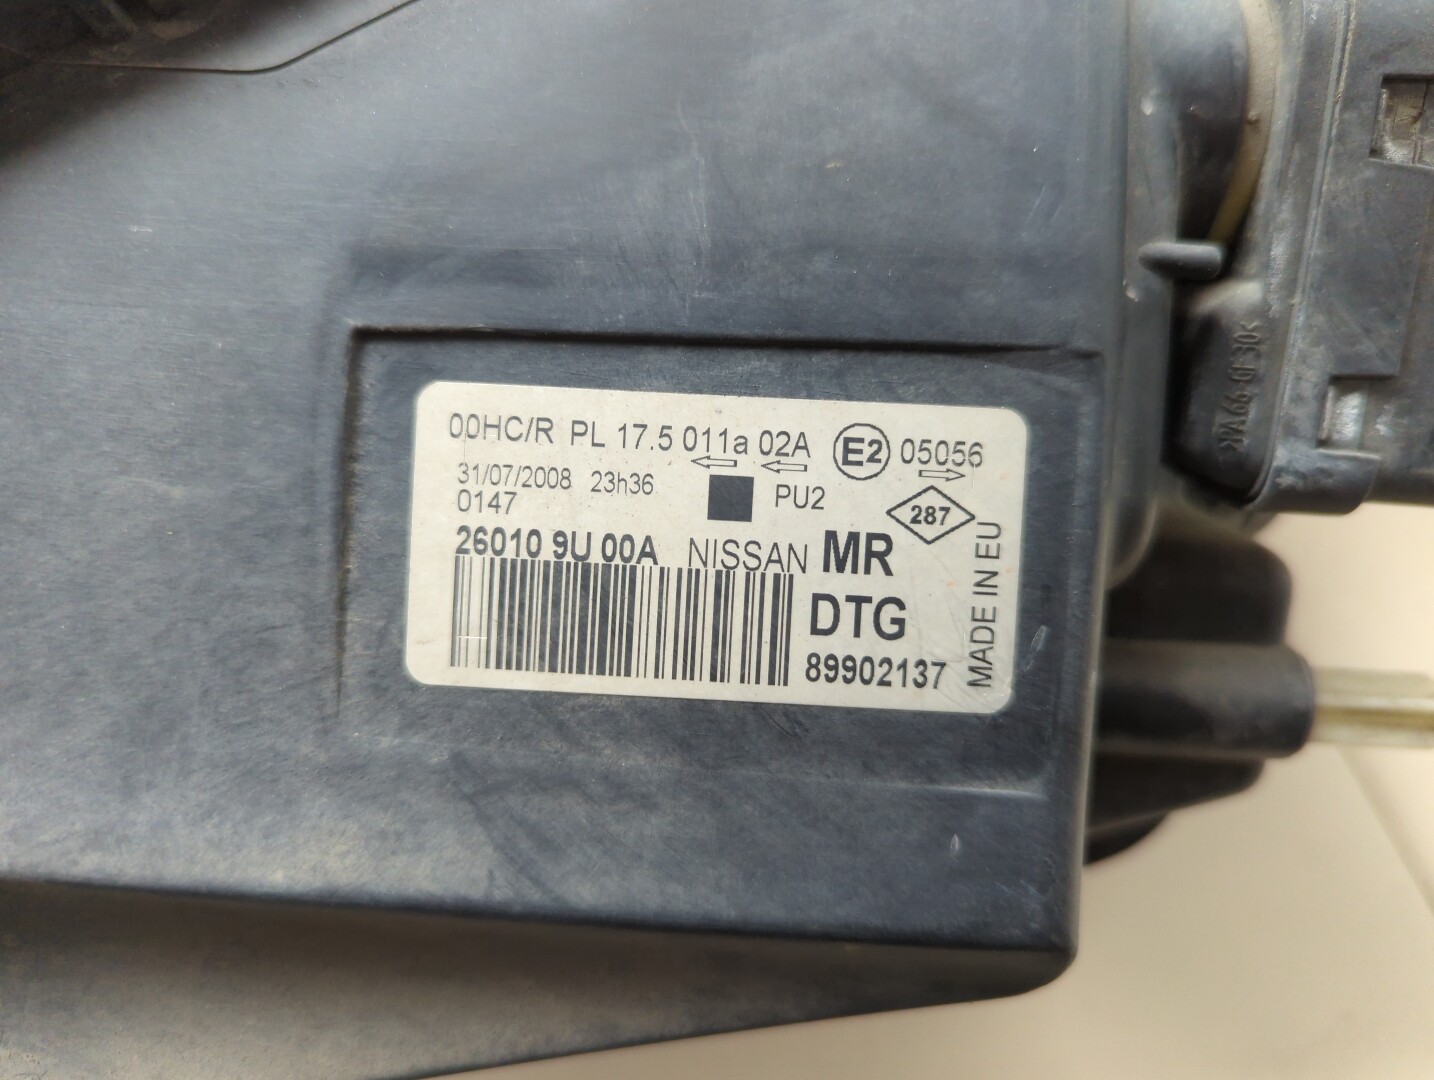 00HC/R PL 17.5 011a 02A E2 05056
31/07/2008 23h36
0147
PU2
287
26010 9U 00A NISSAN MR
DTG
89902137
MADE IN EU